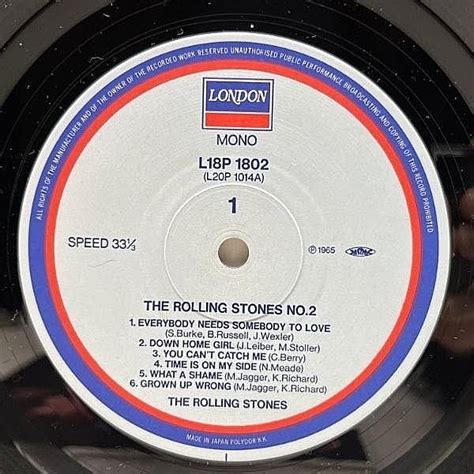 ALL RIGHTS OF THE MANUFACTURER AND OF THE OWNER OF THE RECORDED WORK RESERVED UNAUTHORISED PUBLIC PERFORMANCE BROADCASTING AND COPYING OF THIS RECORD PROHIBITED
LONDON
MONO
L18P 1802
(L20P 1014A)
1
SPEED 33⅓
Ⓟ1965
THE ROLLING STONES NO.2
1. EVERYBODY NEEDS SOMEBODY TO LOVE
(S.Burke, B.Russell, J.Wexler)
2. DOWN HOME GIRL (J.Leiber, M.Stoller)
3. YOU CAN'T CATCH ME (C.Berry)
4. TIME IS ON MY SIDE (N.Meade)
5. WHAT A SHAME (M.Jagger, K.Richard)
6. GROWN UP WRONG (M.Jagger, K.Richard)
THE ROLLING STONES
MADE IN JAPAN POLYDOR K.K.